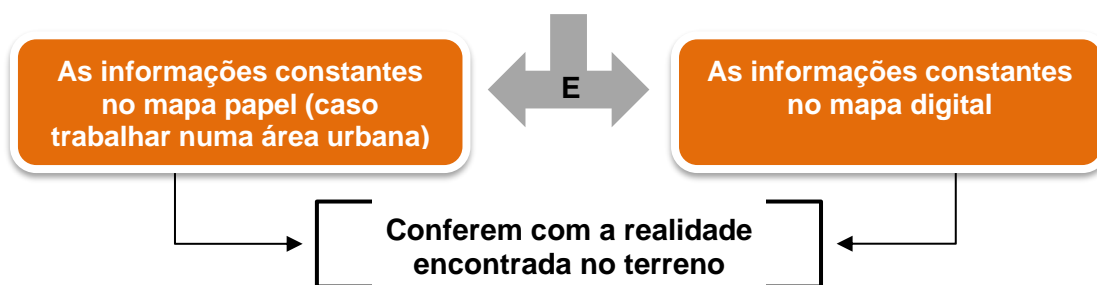 As informações constantes
no mapa papel (caso
trabalhar numa área urbana)
E
As informações constantes
no mapa digital
Conferem com a realidade
encontrada no terreno